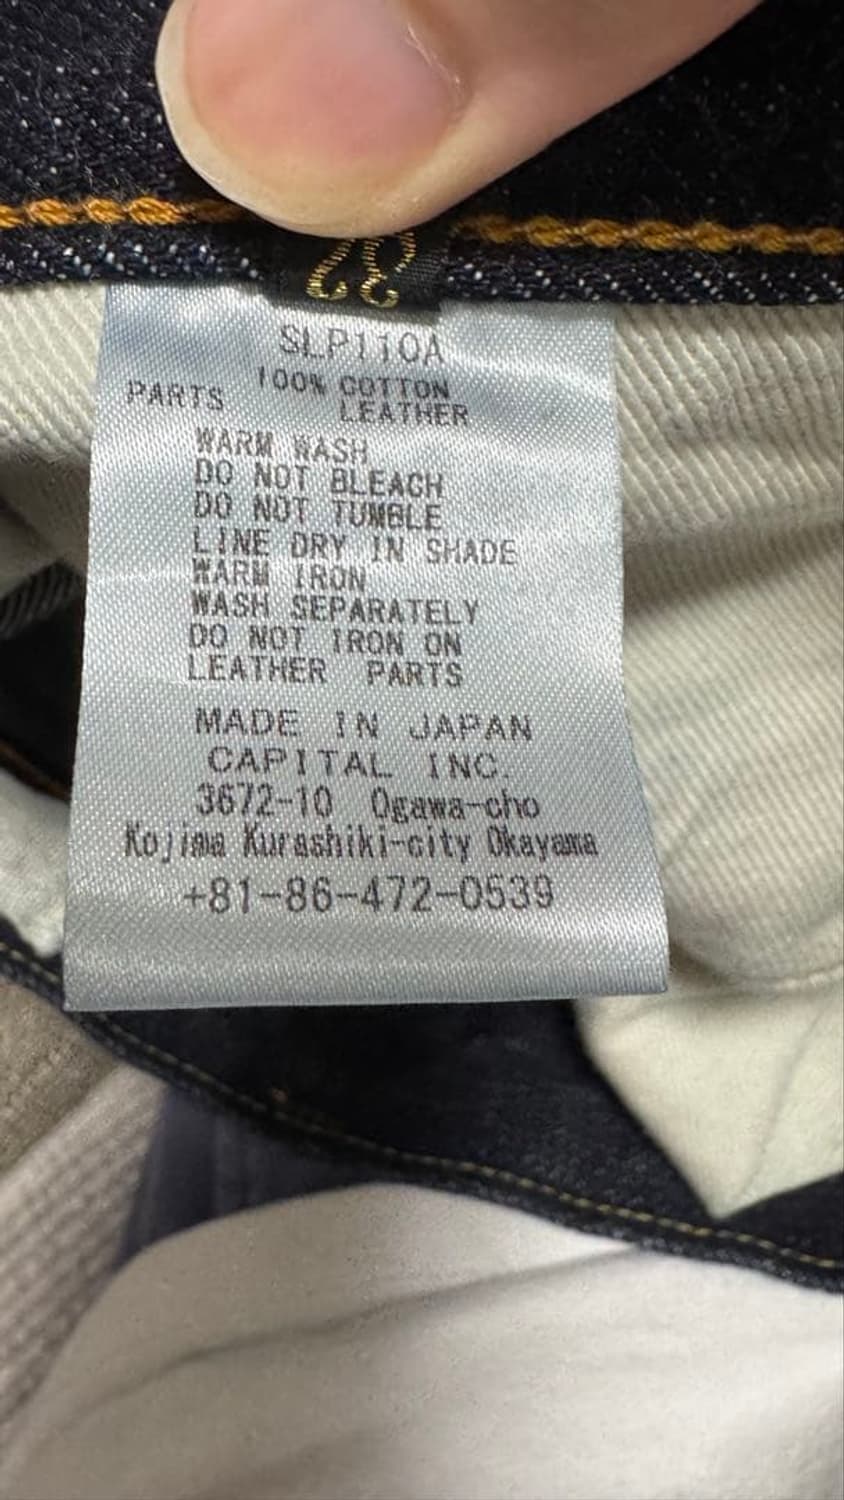 SLP110A
100% COTTON
PARTS LEATHER
WARM WASH
DO NOT BLEACH
DO NOT TUMBLE
LINE DRY IN SHADE
WARM IRON
WASH SEPARATELY
DO NOT IRON ON
LEATHER PARTS
MADE IN JAPAN
CAPITAL INC.
3672-10 Ogawa-cho
Kojima Kurashiki-city Okayama
+81-86-472-0539